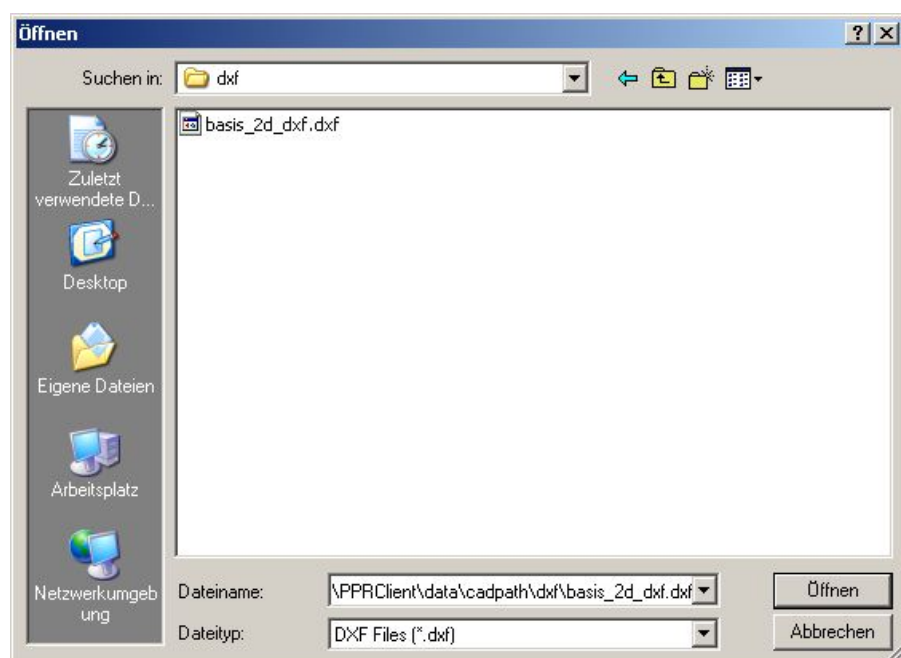 Öffnen
Suchen in:
dxf
basis_2d_dxf.dxf
Zuletzt
verwendete D...
Desktop
Eigene Dateien
Arbeitsplatz
Netzwerkumgeb
ung
Dateiname:
\PPRClient\data\cadpath\dxf\basis_2d_dxf.dxf
Öffnen
Dateityp:
DXF Files (*.dxf)
Abbrechen